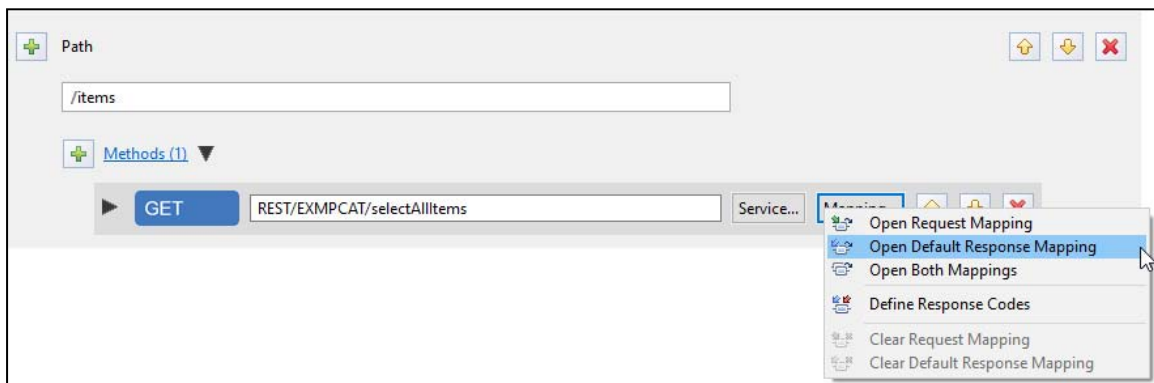 Path
/items
Methods (1)
GET REST/EXMPCAT/selectAllItems Service...
Open Request Mapping
Open Default Response Mapping
Open Both Mappings
Define Response Codes
Clear Request Mapping
Clear Default Response Mapping